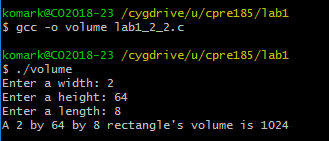 komark@CO2018-23 /cygdrive/u/cpre185/lab1
$ gcc -o volume lab1_2_2.c

komark@CO2018-23 /cygdrive/u/cpre185/lab1
$ ./volume
Enter a width: 2
Enter a height: 64
Enter a length: 8
A 2 by 64 by 8 rectangle's volume is 1024